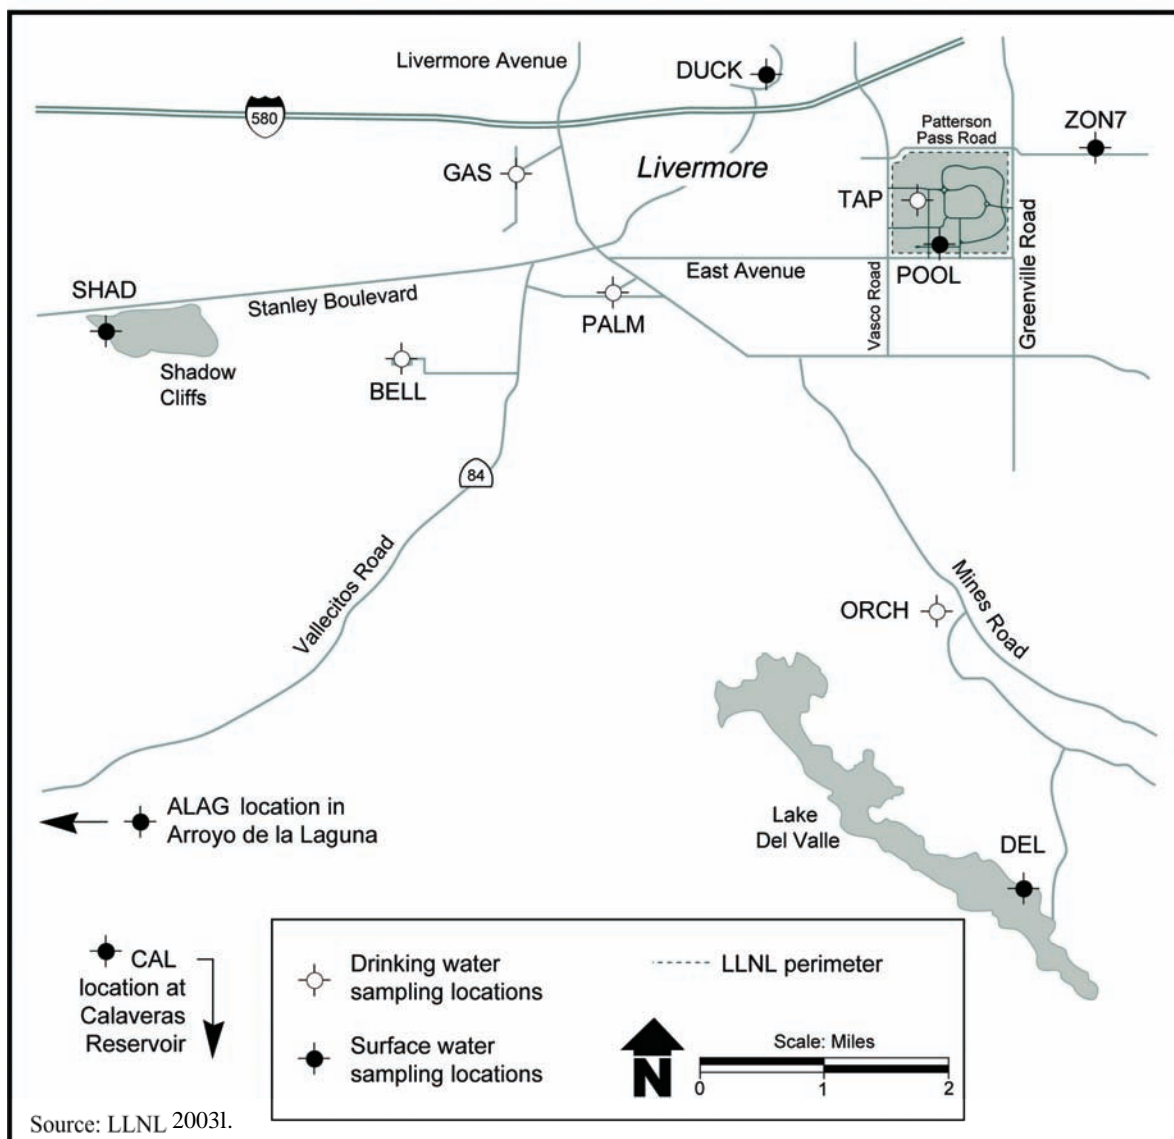 Livermore Avenue
DUCK
580
Patterson
Pass Road
ZON7
GAS
Livermore
TAP
Greenville Road
SHAD
East Avenue
POOL
Stanley Boulevard
Vasco Road
PALM
Shadow
Cliffs
BELL
84
Vallecitos Road
Mines Road
ORCH
ALAG location in
Arroyo de la Laguna
Lake
Del Valle
DEL
CAL
location at
Calaveras
Reservoir
Drinking water
sampling locations
LLNL perimeter
Surface water
sampling locations
N
Scale: Miles
0 1 2
Source: LLNL 2003l.